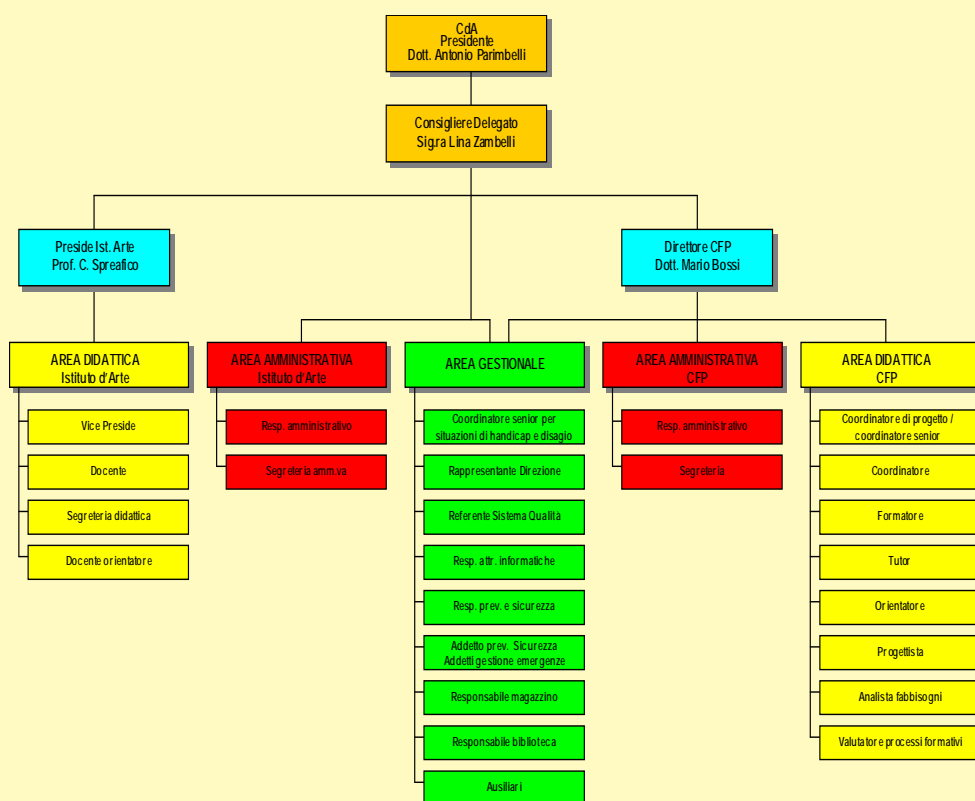 CdA
Presidente
Dott. Antonio Parimbelli
Consigliere Delegato
Sig.ra Lina Zambelli
Preside Ist. Arte
Prof. C. Spreafico
Direttore CFP
Dott. Mario Bossi
AREA DIDATTICA
Istituto d'Arte
AREA AMMINISTRATIVA
Istituto d'Arte
AREA GESTIONALE
AREA AMMINISTRATIVA
CFP
AREA DIDATTICA
CFP
Vice Preside
Docente
Segreteria didattica
Docente orientatore
Resp. amministrativo
Segreteria amm.va
Coordinatore senior per
situazioni di handicap e disagio
Rappresentante Direzione
Referente Sistema Qualità
Resp. attr. informatiche
Resp. prev. e sicurezza
Addetto prev. Sicurezza
Addetti gestione emergenze
Responsabile magazzino
Responsabile biblioteca
Ausiliari
Resp. amministrativo
Segreteria
Coordinatore di progetto /
coordinatore senior
Coordinatore
Formatore
Tutor
Orientatore
Progettista
Analista fabbisogni
Valutatore processi formativi